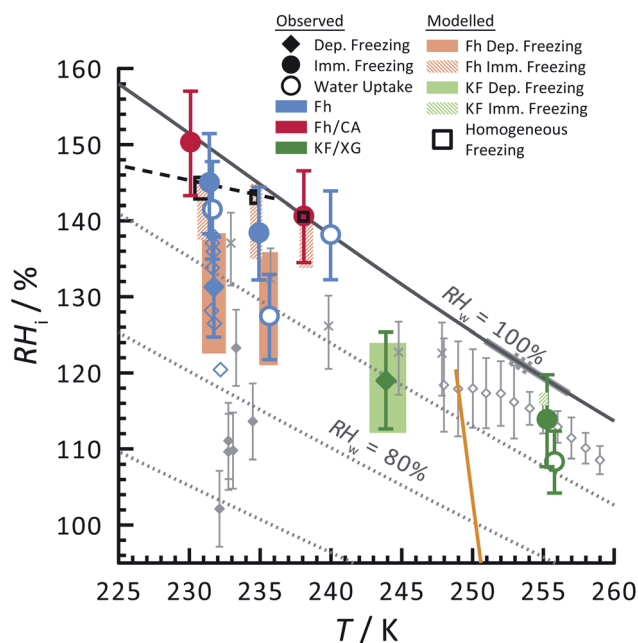 Observed
Dep. Freezing
Imm. Freezing
Water Uptake
Fh
Fh/CA
KF/XG
Modelled
Fh Dep. Freezing
Fh Imm. Freezing
KF Dep. Freezing
KF Imm. Freezing
Homogeneous
Freezing
160
150
140
130
120
110
100
RHi / %
RHw = 100%
RHw = 80%
225 230 235 240 245 250 255 260
T / K